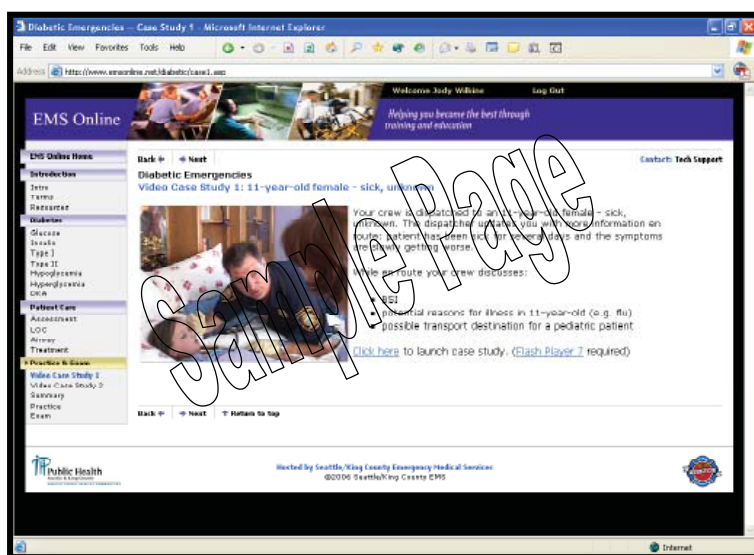 Diabetic Emergencies -- Case Study 1 - Microsoft Internet Explorer
File Edit View Favorites Tools Help
Address http://www.emsonline.net/diabetic/case1.asp
Welcome Jody Wilkine Log Out
EMS Online
Helping you become the best through
training and education
EMS Online Home
Back Next
Contact: Tech Support
Introduction
Intro
Terms
Resources
Diabetes
Glucose
Insulin
Type I
Type II
Hypoglycemia
Hyperglycemia
DKA
Patient Care
Assessment
LOC
Airway
Treatment
Practice & Exam
Video Case Study 1
Video Case Study 2
Summary
Practice
Exam
Diabetic Emergencies
Video Case Study 1: 11-year-old female - sick, unknown
Your crew is dispatched to an 11-year-old female - sick,
unknown. The dispatcher updates you with more information en
route: patient has been sick for several days and the symptoms
are slowly getting worse.
While en route your crew discusses:
• BSI
• potential reasons for illness in 11-year-old (e.g. flu)
• possible transport destination for a pediatric patient
Click here to launch case study. (Flash Player 7 required)
Sample Page
Back Next Return to top
Public Health
Hosted by Seattle/King County Emergency Medical Services
©2006 Seattle/King County EMS
Internet